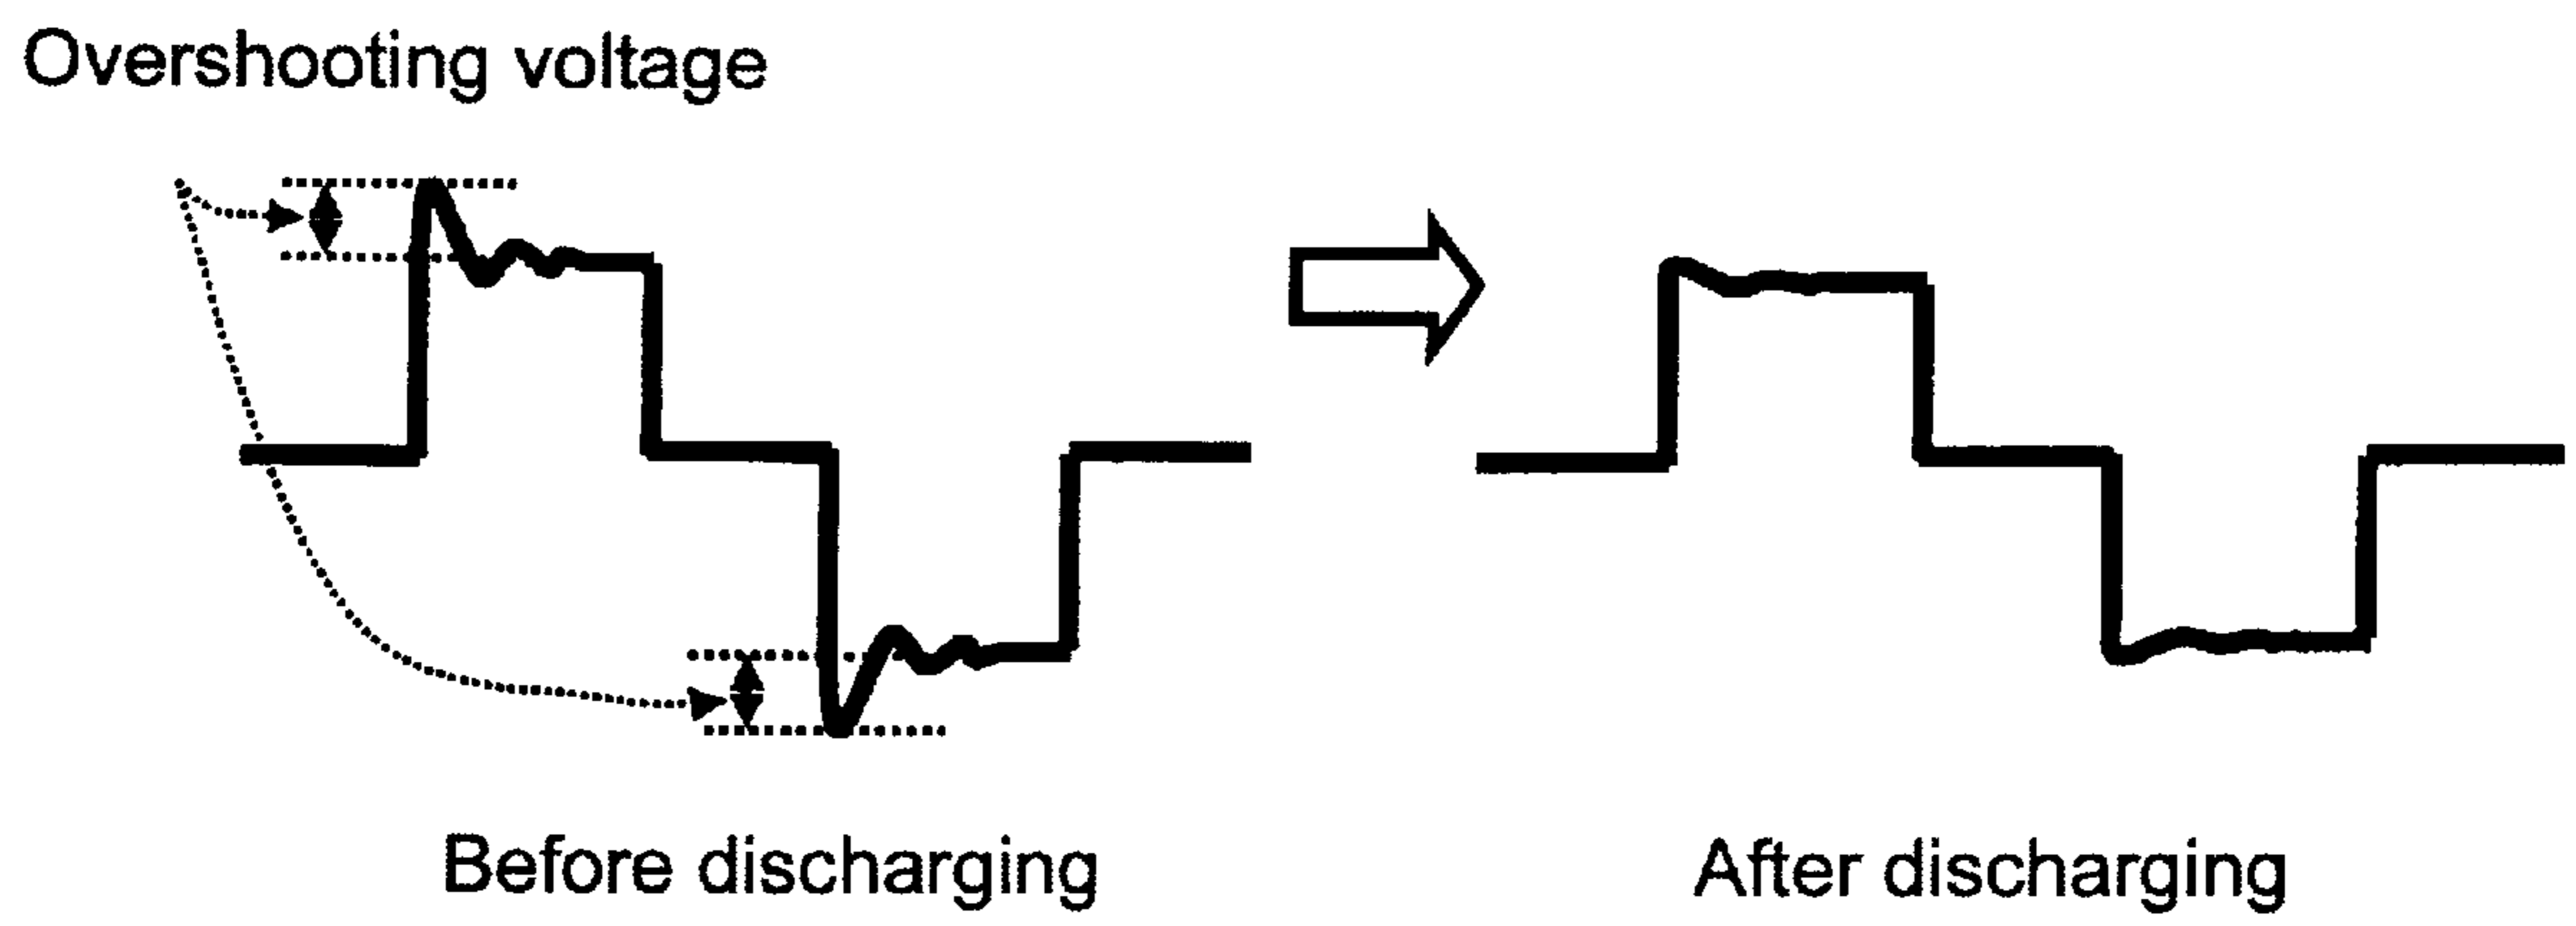 Overshooting voltage
Before discharging
After discharging